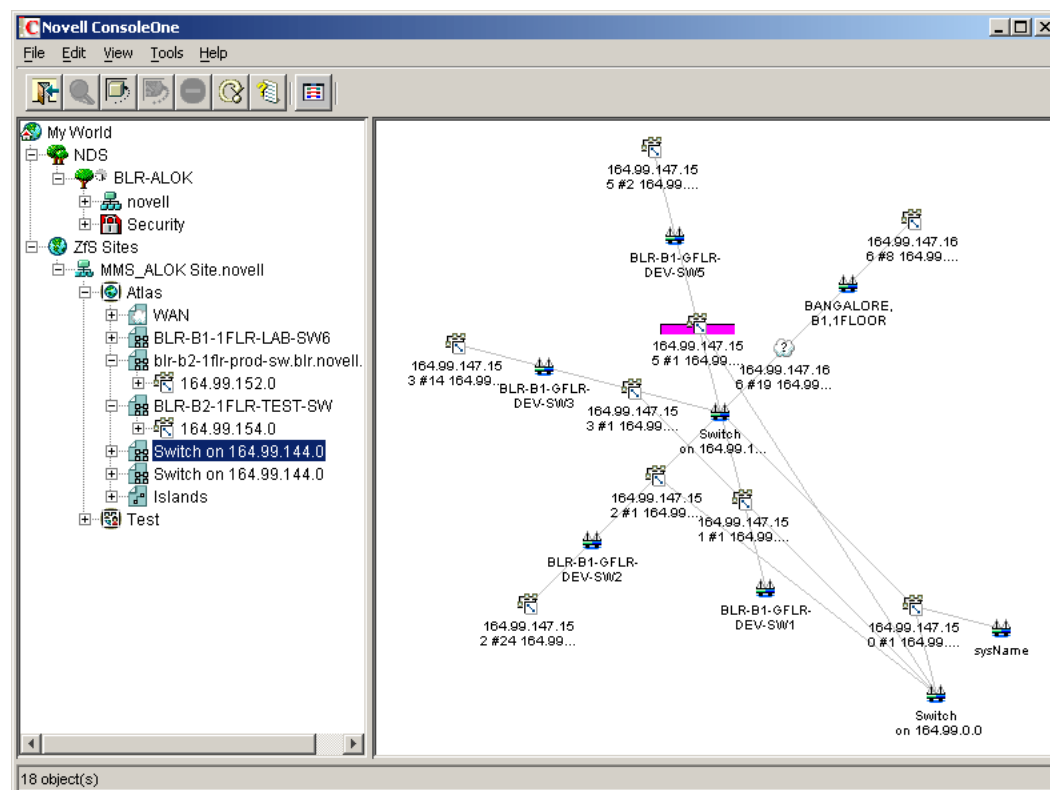 Novell ConsoleOne
File Edit View Tools Help
My World
NDS
BLR-ALOK
novell
Security
ZfS Sites
MMS_ALOK Site.novell
Atlas
WAN
BLR-B1-1FLR-LAB-SW6
blr-b2-1flr-prod-sw.blr.novell.
164.99.152.0
BLR-B2-1FLR-TEST-SW
164.99.154.0
Switch on 164.99.144.0
Switch on 164.99.144.0
Islands
Test
164.99.147.15
5 #2 164.99....
BLR-B1-GFLR-
DEV-SW5
164.99.147.16
6 #8 164.99....
BANGALORE,
B1,1FLOOR
164.99.147.15
5 #1 164.99....
164.99.147.16
6 #19 164.99....
164.99.147.15
3 #14 164.99...
BLR-B1-GFLR-
DEV-SW3
164.99.147.15
3 #1 164.99....
Switch
on 164.99.1...
164.99.147.15
2 #1 164.99....
164.99.147.15
1 #1 164.99....
BLR-B1-GFLR-
DEV-SW2
BLR-B1-GFLR-
DEV-SW1
164.99.147.15
2 #24 164.99...
164.99.147.15
0 #1 164.99....
sysName
Switch
on 164.99.0.0
18 object(s)